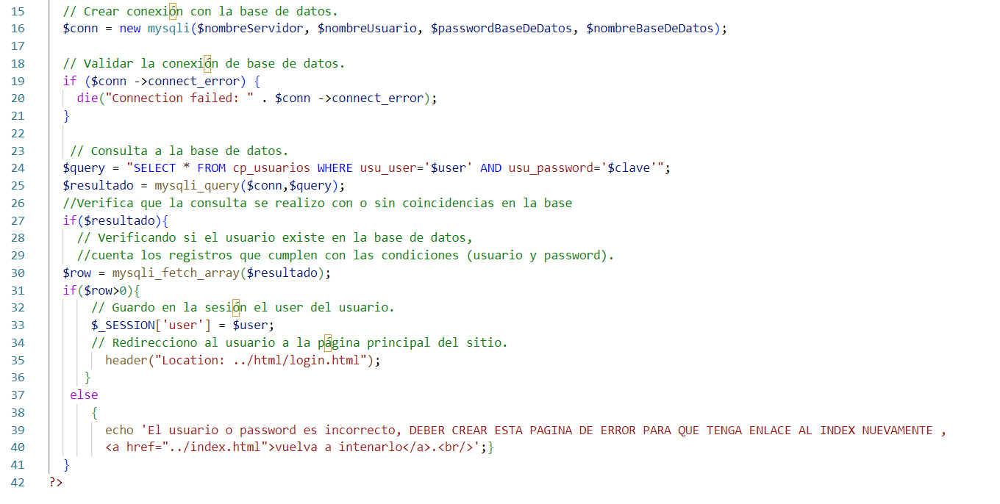 15 // Crear conexión con la base de datos.
16 $conn = new mysqli($nombreServidor, $nombreUsuario, $passwordBaseDeDatos, $nombreBaseDeDatos);
17
18 // Validar la conexión de base de datos.
19 if ($conn ->connect_error) {
20 die("Connection failed: " . $conn ->connect_error);
21 }
22
23 // Consulta a la base de datos.
24 $query = "SELECT * FROM cp_usuarios WHERE usu_user='$user' AND usu_password='$clave'";
25 $resultado = mysqli_query($conn,$query);
26 //Verifica que la consulta se realizo con o sin coincidencias en la base
27 if($resultado){
28 // Verificando si el usuario existe en la base de datos,
29 //cuenta los registros que cumplen con las condiciones (usuario y password).
30 $row = mysqli_fetch_array($resultado);
31 if($row>0){
32 // Guardo en la sesión el user del usuario.
33 $_SESSION['user'] = $user;
34 // Redirecciono al usuario a la página principal del sitio.
35 header("Location: ../html/login.html");
36 }
37 else
38 {
39 echo 'El usuario o password es incorrecto, DEBER CREAR ESTA PAGINA DE ERROR PARA QUE TENGA ENLACE AL INDEX NUEVAMENTE ,
40 <a href="../index.html">vuelva a intenarlo</a>.<br/>';}
41 }
42 ?>